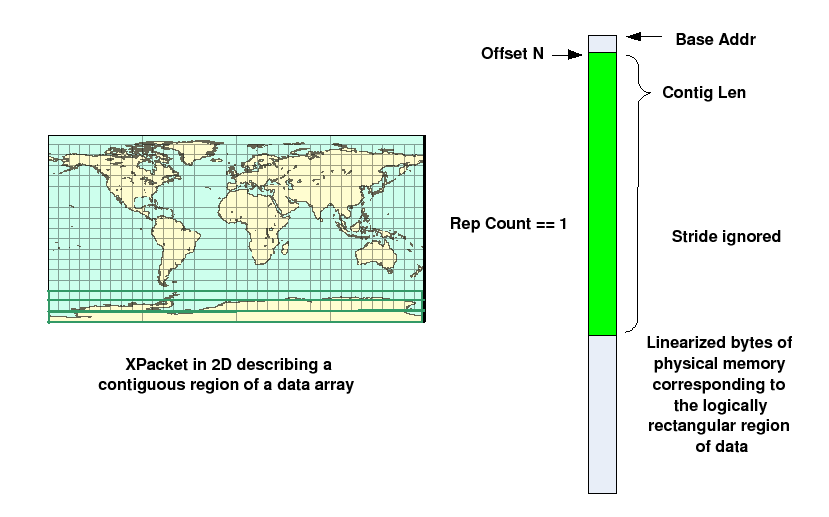 Base Addr
Offset N
Contig Len
Rep Count == 1
Stride ignored
XPacket in 2D describing a
contiguous region of a data array
Linearized bytes of
physical memory
corresponding to
the logically
rectangular region
of data